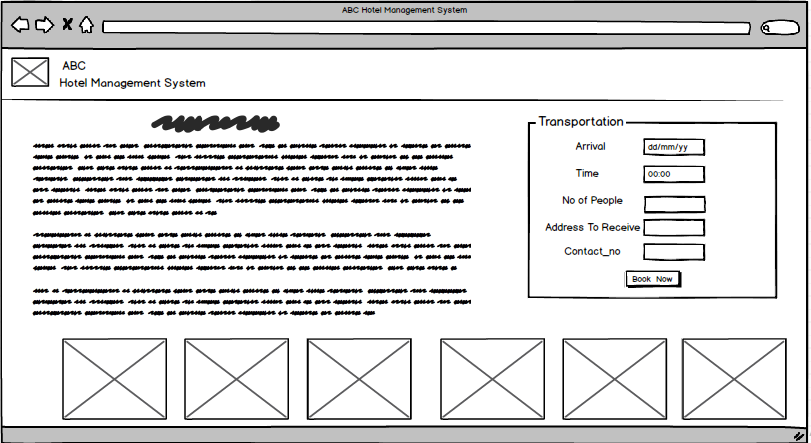 ABC Hotel Management System
ABC
Hotel Management System
Transportation
Arrival dd/mm/yy
Time 00:00
No of People
Address To Receive
Contact_no
Book Now